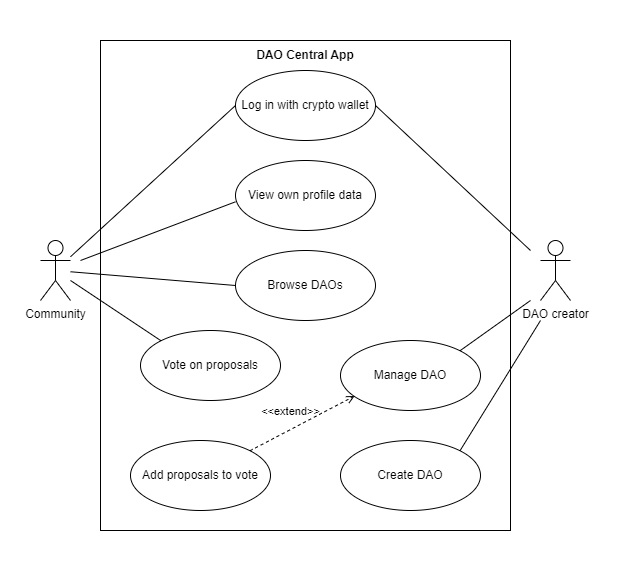 DAO Central App
Log in with crypto wallet
View own profile data
Browse DAOs
Community
DAO creator
Vote on proposals
Manage DAO
<<extend>>
Add proposals to vote
Create DAO